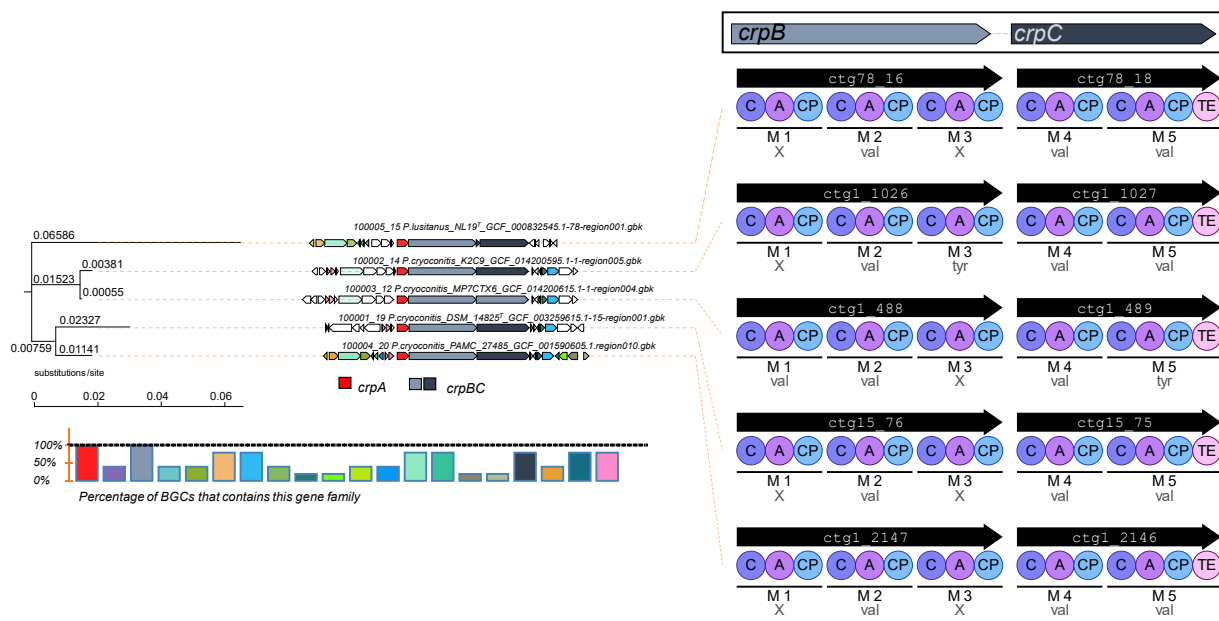 crpB crpC
ctg78_16 ctg78_18
C A CP C A CP C A CP C A CP C A CP TE
M 1 M 2 M 3 M 4 M 5
X val X val val
ctg1_1026 ctg1_1027
C A CP C A CP C A CP C A CP C A CP TE
M 1 M 2 M 3 M 4 M 5
X val tyr val val
ctg1_488 ctg1_489
C A CP C A CP C A CP C A CP C A CP TE
M 1 M 2 M 3 M 4 M 5
val val X val tyr
ctg15_76 ctg15_75
C A CP C A CP C A CP C A CP C A CP TE
M 1 M 2 M 3 M 4 M 5
X val X val val
ctg1_2147 ctg1_2146
C A CP C A CP C A CP C A CP C A CP TE
M 1 M 2 M 3 M 4 M 5
X val X val val
100005_15 P.lusitanus_NL19ᵀ_GCF_000832545.1-78-region001.gbk
0.06586
100002_14 P.cryoconitis_K2C9_GCF_014200595.1-1-region005.gbk
0.00381
0.01523
100003_12 P.cryoconitis_MP7CTX6_GCF_014200615.1-1-region004.gbk
0.00055
100001_19 P.cryoconitis_DSM_14825ᵀ_GCF_003259615.1-15-region001.gbk
0.02327
100004_20 P.cryoconitis_PAMC_27485_GCF_001590605.1.region010.gbk
0.00759
0.01141
substitutions/site
0 0.02 0.04 0.06
crpA crpBC
100%
50%
0%
Percentage of BGCs that contains this gene family